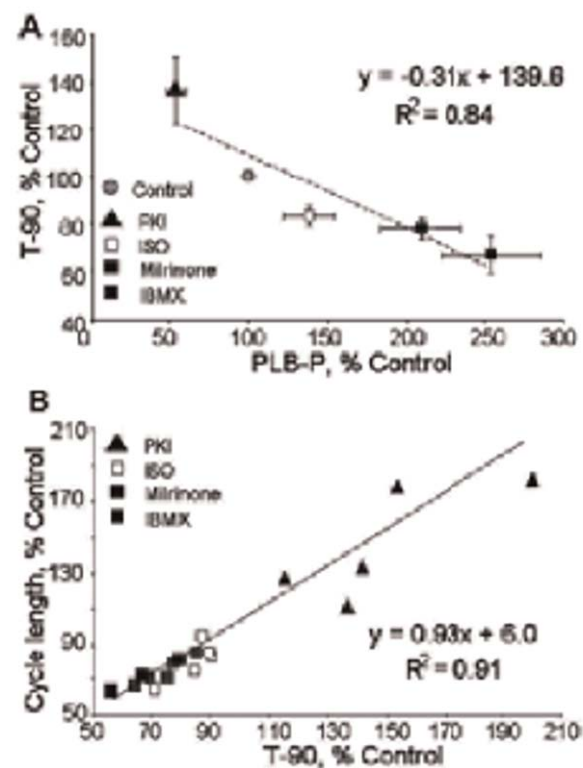 A
160
140
120
100
80
60
40
T-90, % Control
y = -0.31x + 139.6
R2 = 0.84
Control
PKI
ISO
Milrinone
IBMX
0 50 100 150 200 250 300
PLB-P, % Control
B
210
170
130
90
50
Cycle length, % Control
PKI
ISO
Milrinone
IBMX
y = 0.93x + 6.0
R2 = 0.91
50 70 90 110 130 150 170 190 210
T-90, % Control